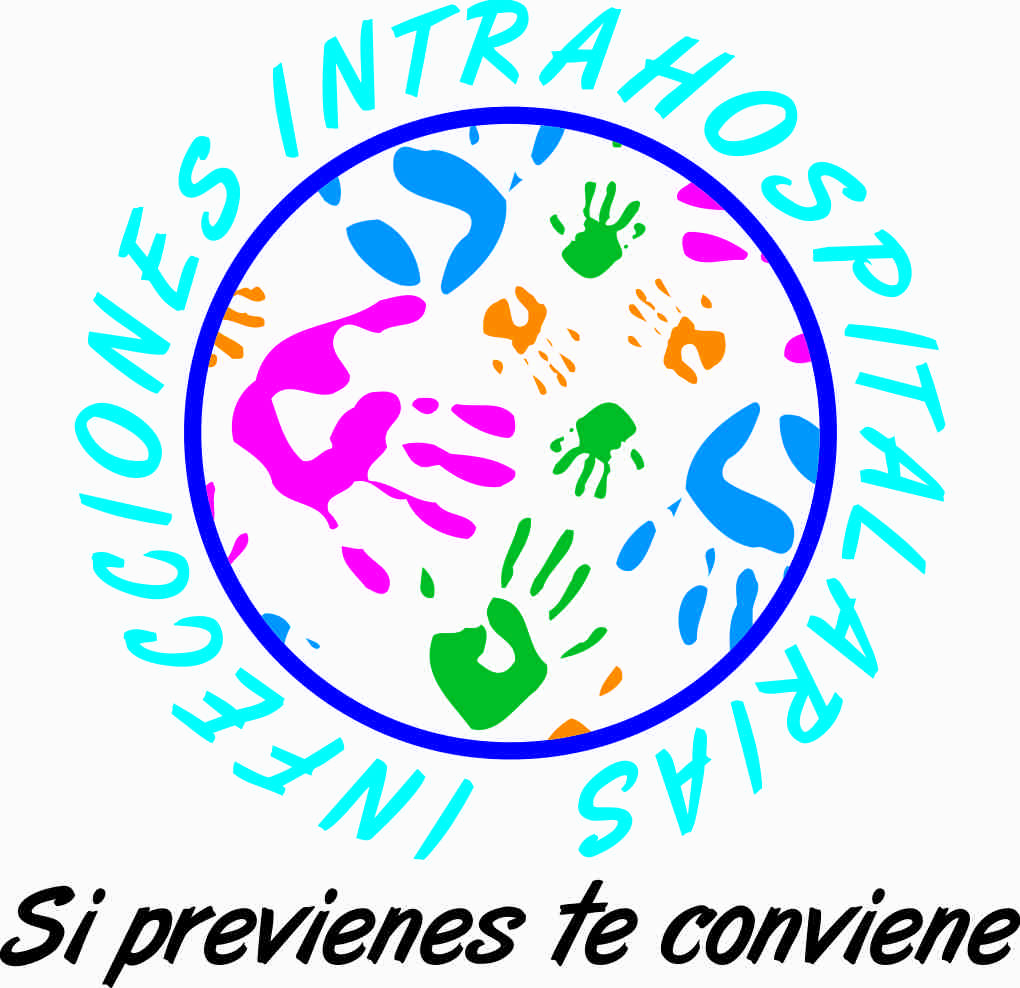 INFECCIONES INTRAHOSPITALARIAS
Si previenes te conviene